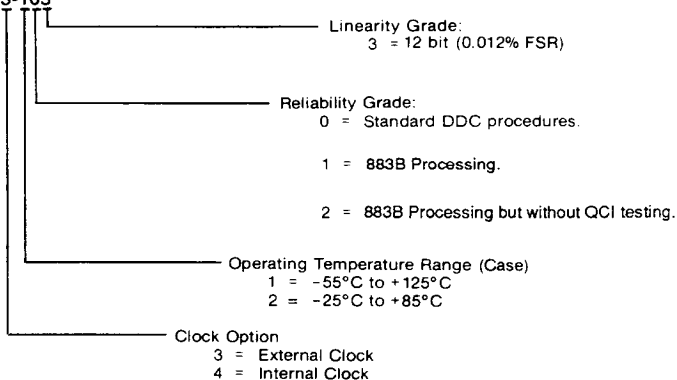 3-103
Linearity Grade:
3 = 12 bit (0.012% FSR)
Reliability Grade:
0 = Standard DDC procedures.
1 = 883B Processing.
2 = 883B Processing but without QCI testing.
Operating Temperature Range (Case)
1 = -55°C to +125°C
2 = -25°C to +85°C
Clock Option
3 = External Clock
4 = Internal Clock